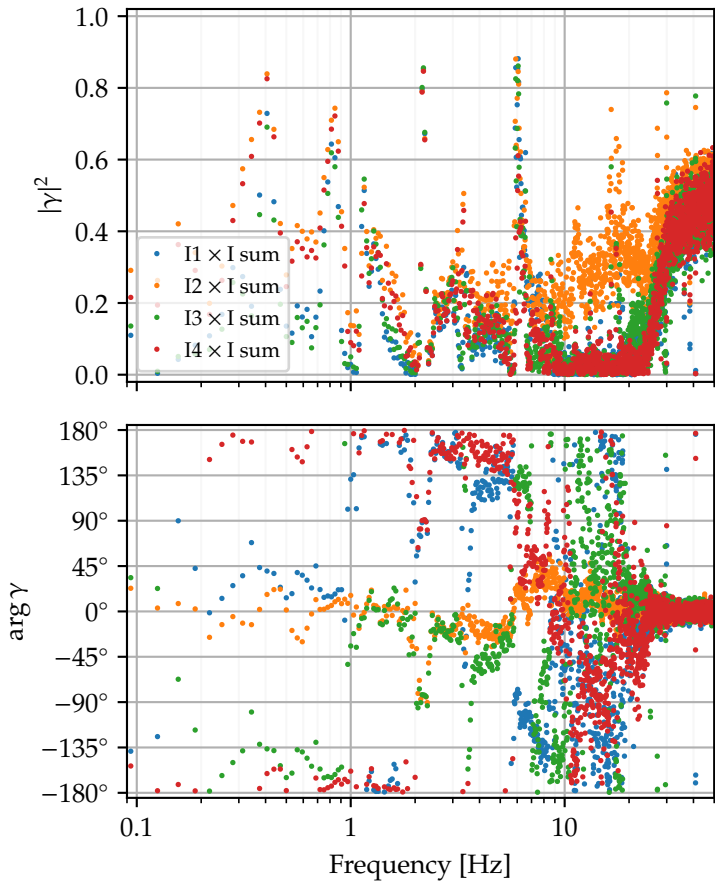 1.0
0.8
0.6
0.4
0.2
0.0
|γ|²
I1 × I sum
I2 × I sum
I3 × I sum
I4 × I sum
180°
135°
90°
45°
0°
−45°
−90°
−135°
−180°
arg γ
0.1
1
10
Frequency [Hz]